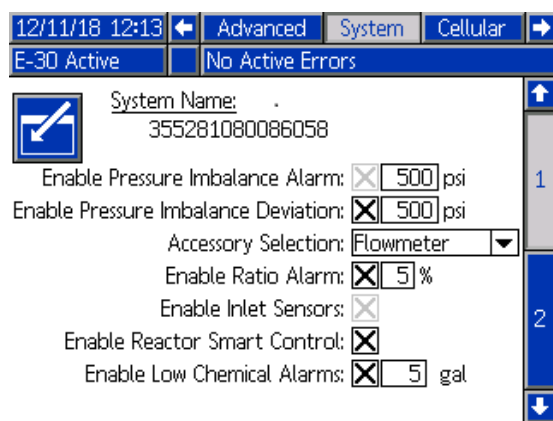 12/11/18 12:13 Advanced System Cellular
E-30 Active No Active Errors
System Name: .
355281080086058
Enable Pressure Imbalance Alarm: 500 psi
Enable Pressure Imbalance Deviation: 500 psi
Accessory Selection: Flowmeter
Enable Ratio Alarm: 5 %
Enable Inlet Sensors:
Enable Reactor Smart Control:
Enable Low Chemical Alarms: 5 gal
1
2